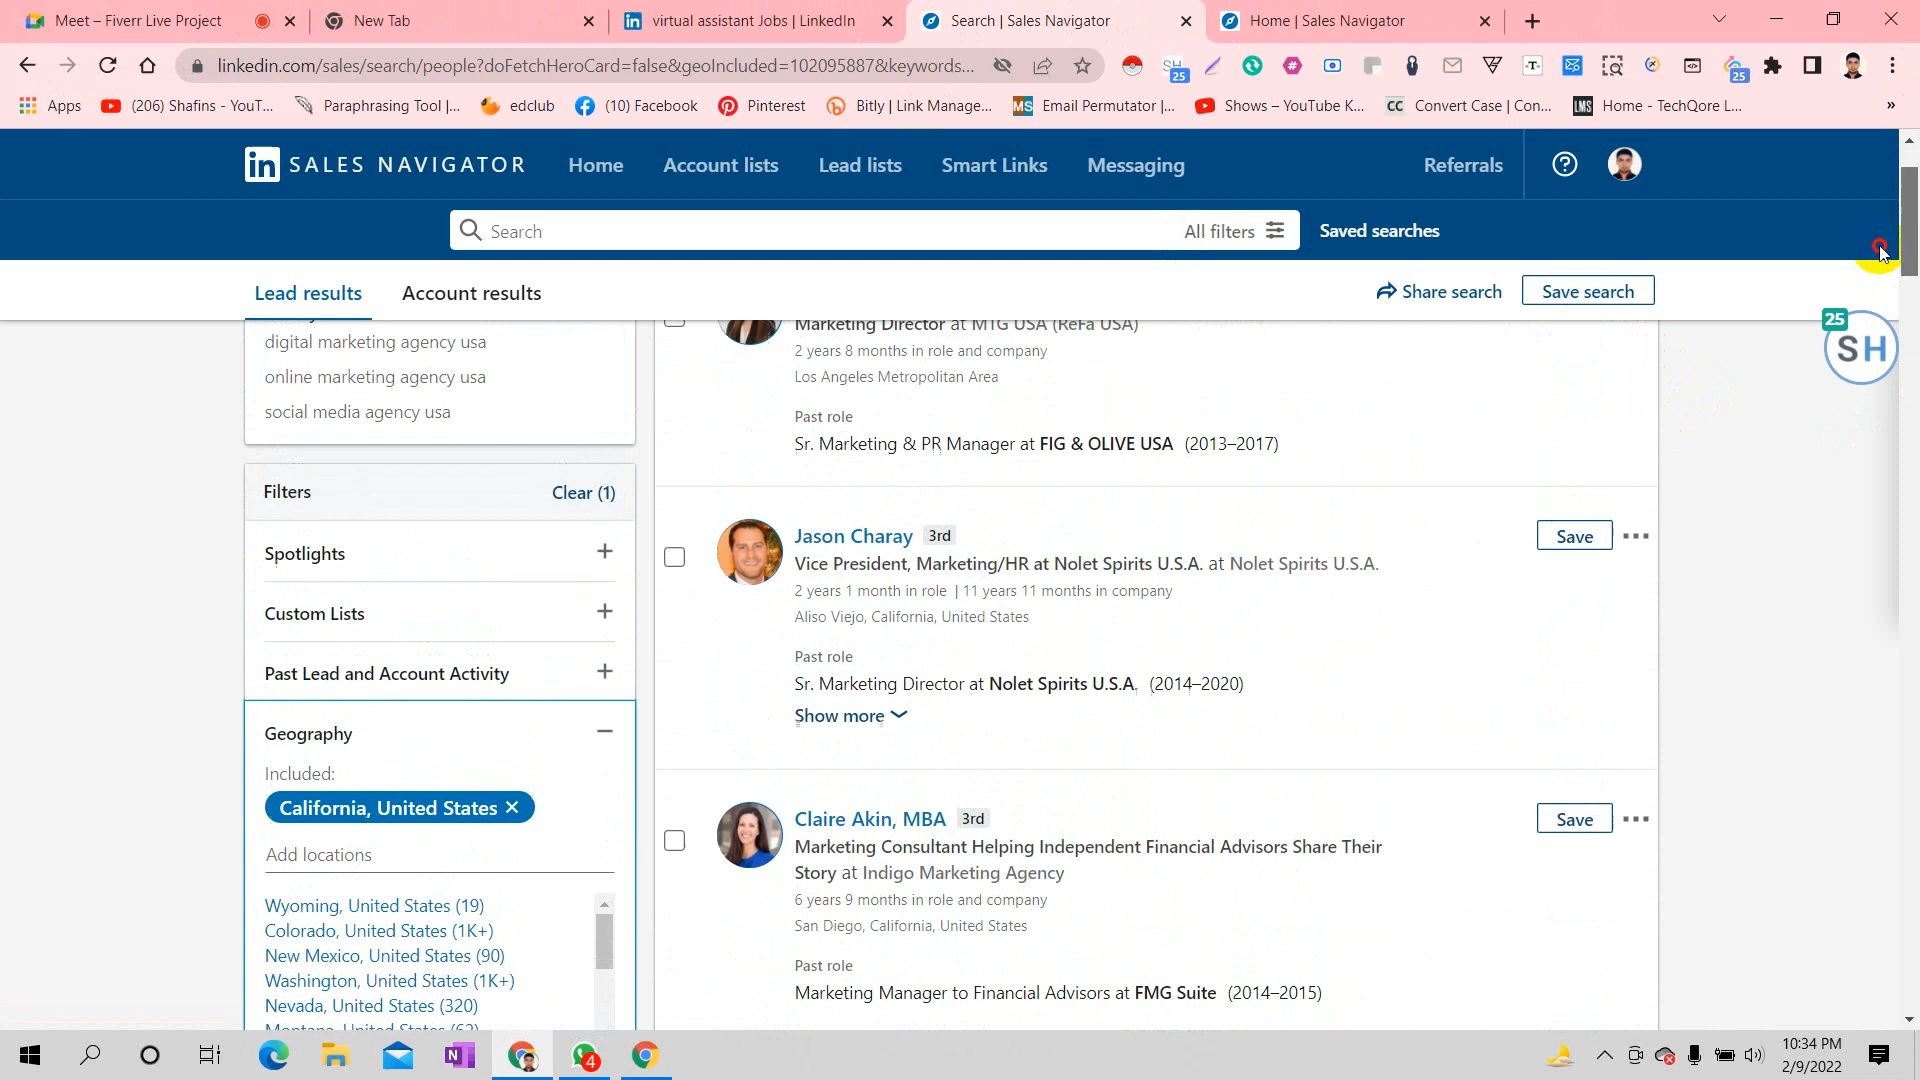 Meet – Fiverr Live Project
New Tab
virtual assistant Jobs | LinkedIn
Search | Sales Navigator
Home | Sales Navigator
linkedin.com/sales/search/people?doFetchHeroCard=false&geoIncluded=102095887&keywords...
25
25
Apps
(206) Shafins - YouT...
Paraphrasing Tool |...
edclub
(10) Facebook
Pinterest
Bitly | Link Manage...
MS Email Permutator |...
Shows – YouTube K...
CC Convert Case | Con...
LMS Home - TechQore L...
»
in SALES NAVIGATOR
Home
Account lists
Lead lists
Smart Links
Messaging
Referrals
Search
All filters
Saved searches
Lead results
Account results
Share search
Save search
25
SH
digital marketing agency usa
online marketing agency usa
social media agency usa
Filters
Clear (1)
Spotlights
Custom Lists
Past Lead and Account Activity
Geography
Included:
California, United States
Add locations
Wyoming, United States (19)
Colorado, United States (1K+)
New Mexico, United States (90)
Washington, United States (1K+)
Nevada, United States (320)
Montana, United States (62)
Marketing Director at MTG USA (ReFa USA)
2 years 8 months in role and company
Los Angeles Metropolitan Area
Past role
Sr. Marketing & PR Manager at FIG & OLIVE USA (2013–2017)
Jason Charay 3rd
Save
Vice President, Marketing/HR at Nolet Spirits U.S.A. at Nolet Spirits U.S.A.
2 years 1 month in role | 11 years 11 months in company
Aliso Viejo, California, United States
Past role
Sr. Marketing Director at Nolet Spirits U.S.A. (2014–2020)
Show more
Claire Akin, MBA 3rd
Save
Marketing Consultant Helping Independent Financial Advisors Share Their
Story at Indigo Marketing Agency
6 years 9 months in role and company
San Diego, California, United States
Past role
Marketing Manager to Financial Advisors at FMG Suite (2014–2015)
4
10:34 PM
2/9/2022